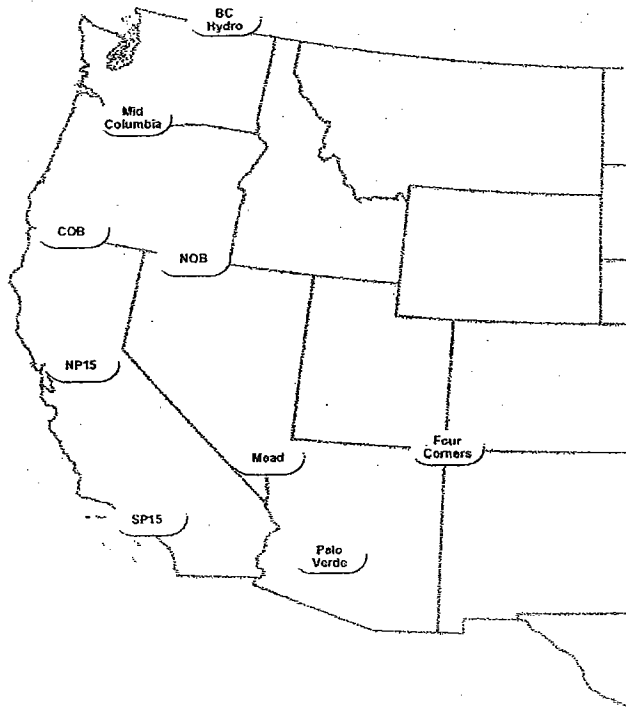 BC
Hydro
Mid
Columbia
COB
NOB
NP15
Mead
Four
Corners
SP15
Palo
Verde